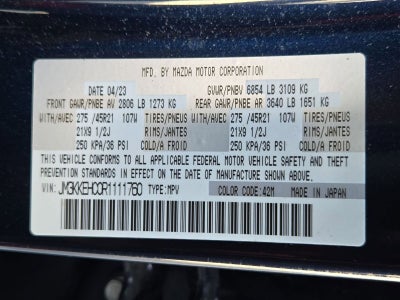 MFD. BY MAZDA MOTOR CORPORATION
DATE 04/23 GVWR/PNBV 6854 LB 3109 KG
FRONT GAWR/PNBE AV 2806 LB 1273 KG REAR GAWR/PNBE AR 3640 LB 1651 KG
WITH/AVEC 275 /45R21 107W TIRES/PNEUS WITH/AVEC 275 /45R21 107W TIRES/PNEUS
21X9 1/2J RIMS/JANTES 21X9 1/2J RIMS/JANTES
250 KPA/36 PSI COLD/A FROID 250 KPA/36 PSI COLD/A FROID
THIS VEHICLE CONFORMS TO ALL APPLICABLE FEDERAL MOTOR VEHICLE SAFETY AND THEFT
PREVENTION STANDARDS IN EFFECT ON THE DATE OF MANUFACTURE SHOWN ABOVE.
VIN: JM3KKEHC0R1111760 TYPE:MPV COLOR CODE:42M MADE IN JAPAN